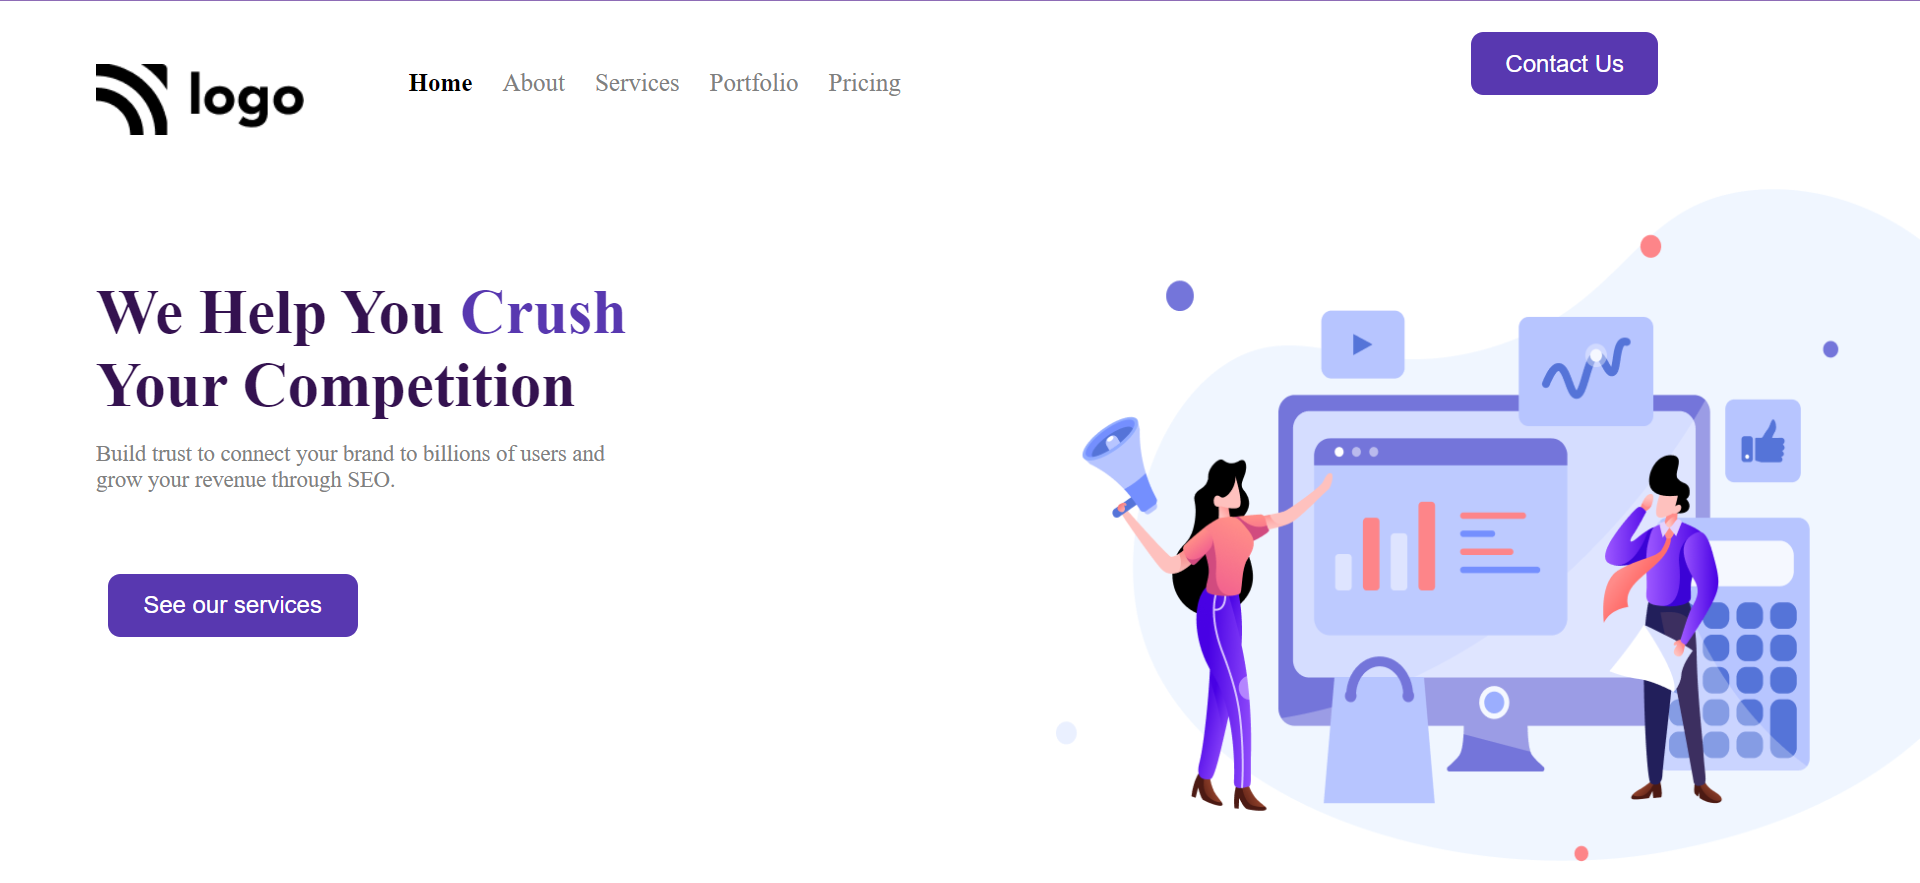 logo
Home About Services Portfolio Pricing
Contact Us
We Help You Crush
Your Competition
Build trust to connect your brand to billions of users and
grow your revenue through SEO.
See our services